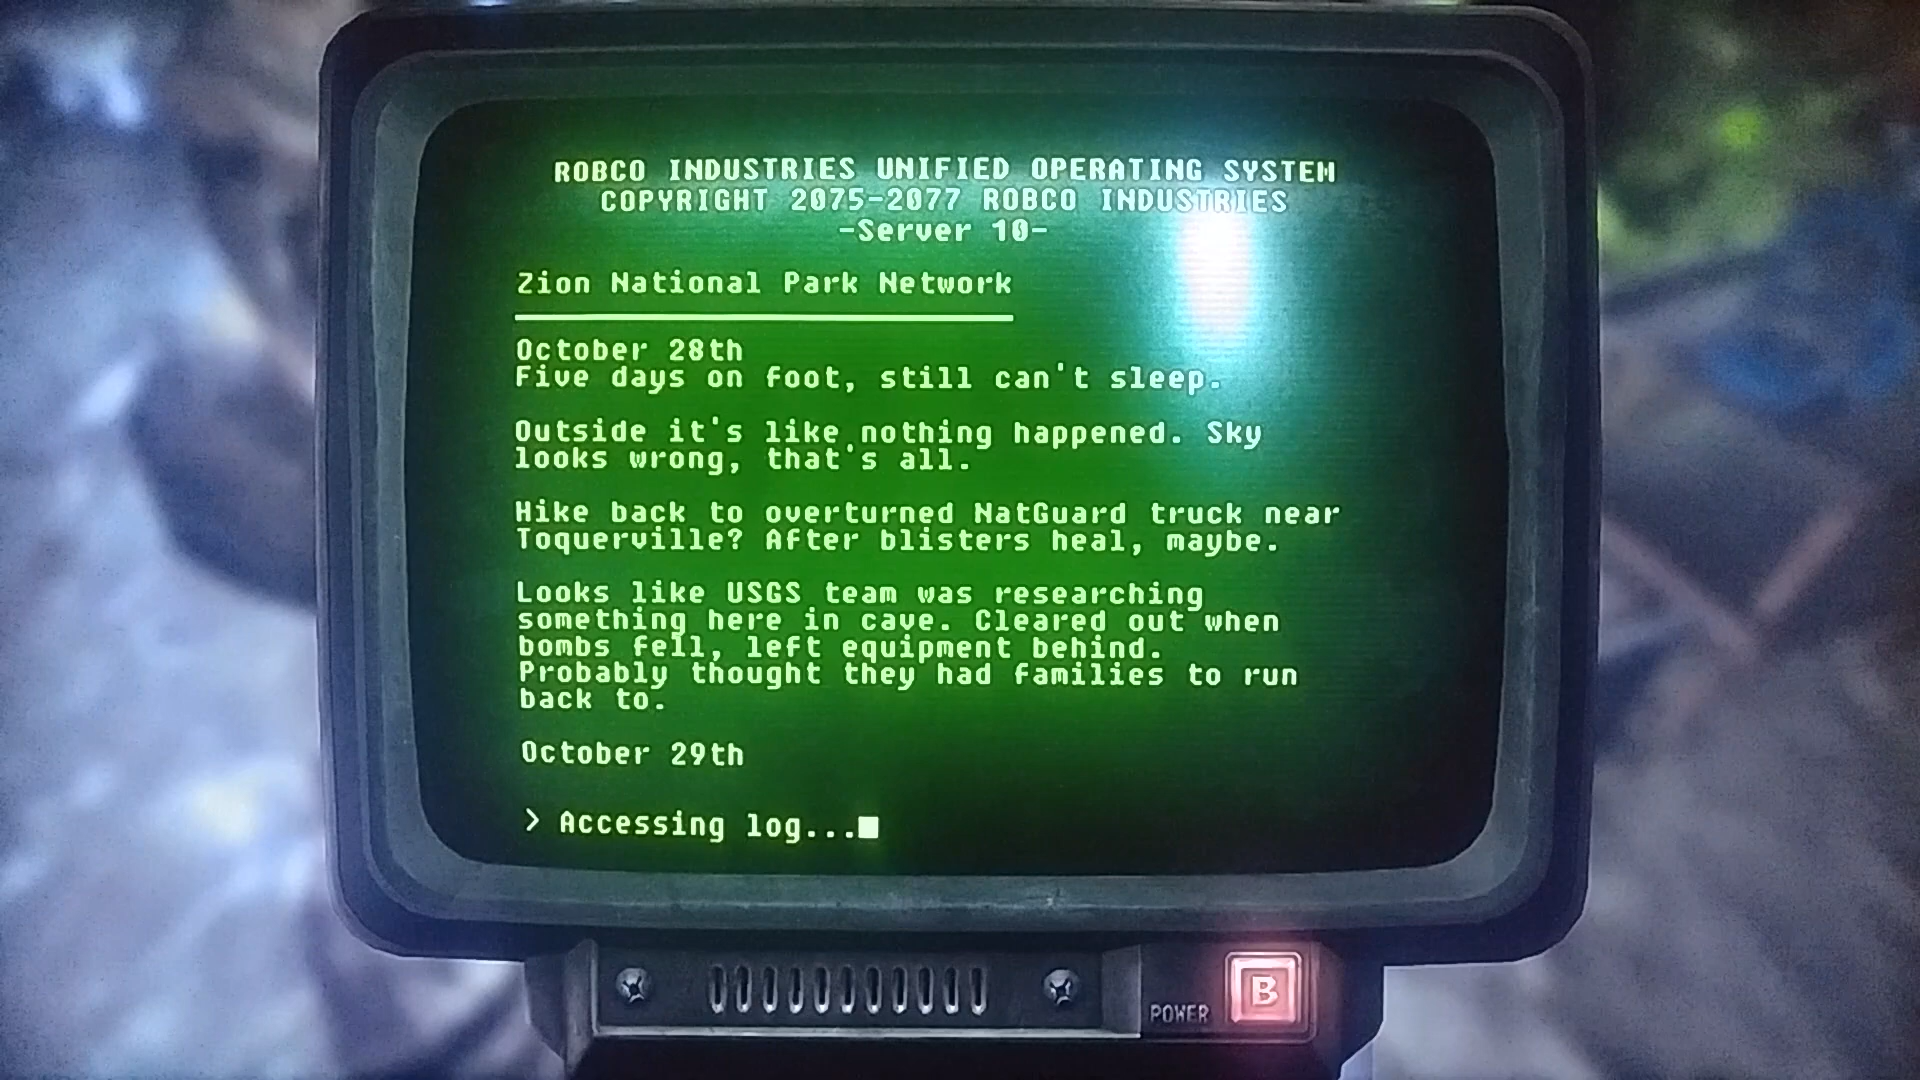 ROBCO INDUSTRIES UNIFIED OPERATING SYSTEM
COPYRIGHT 2075-2077 ROBCO INDUSTRIES
-Server 10-
Zion National Park Network
October 28th
Five days on foot, still can't sleep.
Outside it's like nothing happened. Sky
looks wrong, that's all.
Hike back to overturned NatGuard truck near
Toquerville? After blisters heal, maybe.
Looks like USGS team was researching
something here in cave. Cleared out when
bombs fell, left equipment behind.
Probably thought they had families to run
back to.
October 29th
> Accessing log...
POWER B